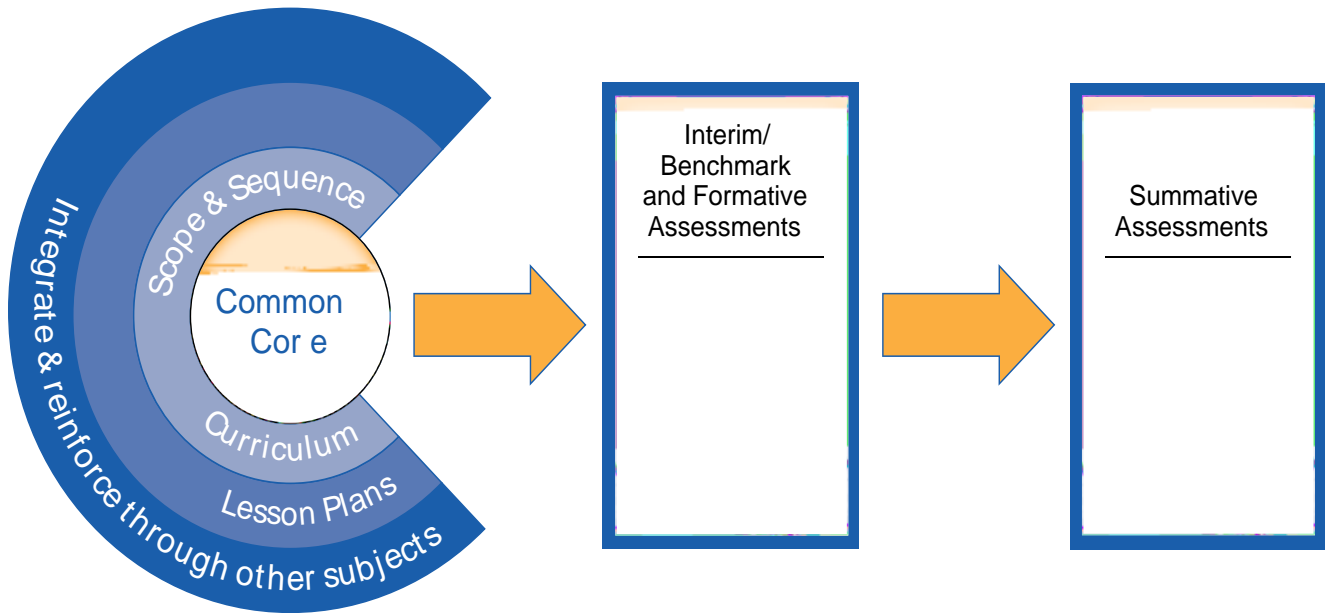 Integrate & reinforce through other subjects
Lesson Plans
Scope & Sequence
Curriculum
Common
Cor e
Interim/
Benchmark
and Formative
Assessments
Summative
Assessments